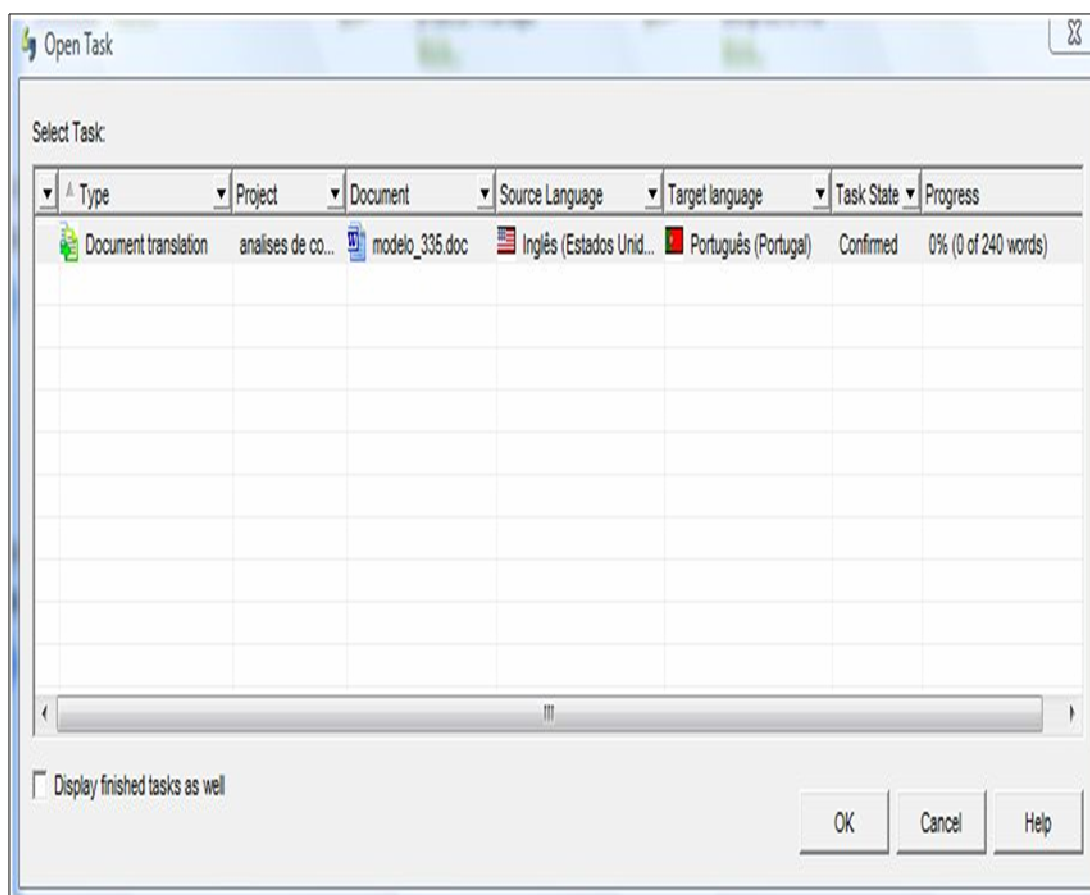 Open Task
Select Task:
Type Project Document Source Language Target language Task State Progress
Document translation analises de co... modelo_335.doc Inglês (Estados Unid... Português (Portugal) Confirmed 0% (0 of 240 words)
Display finished tasks as well
OK Cancel Help